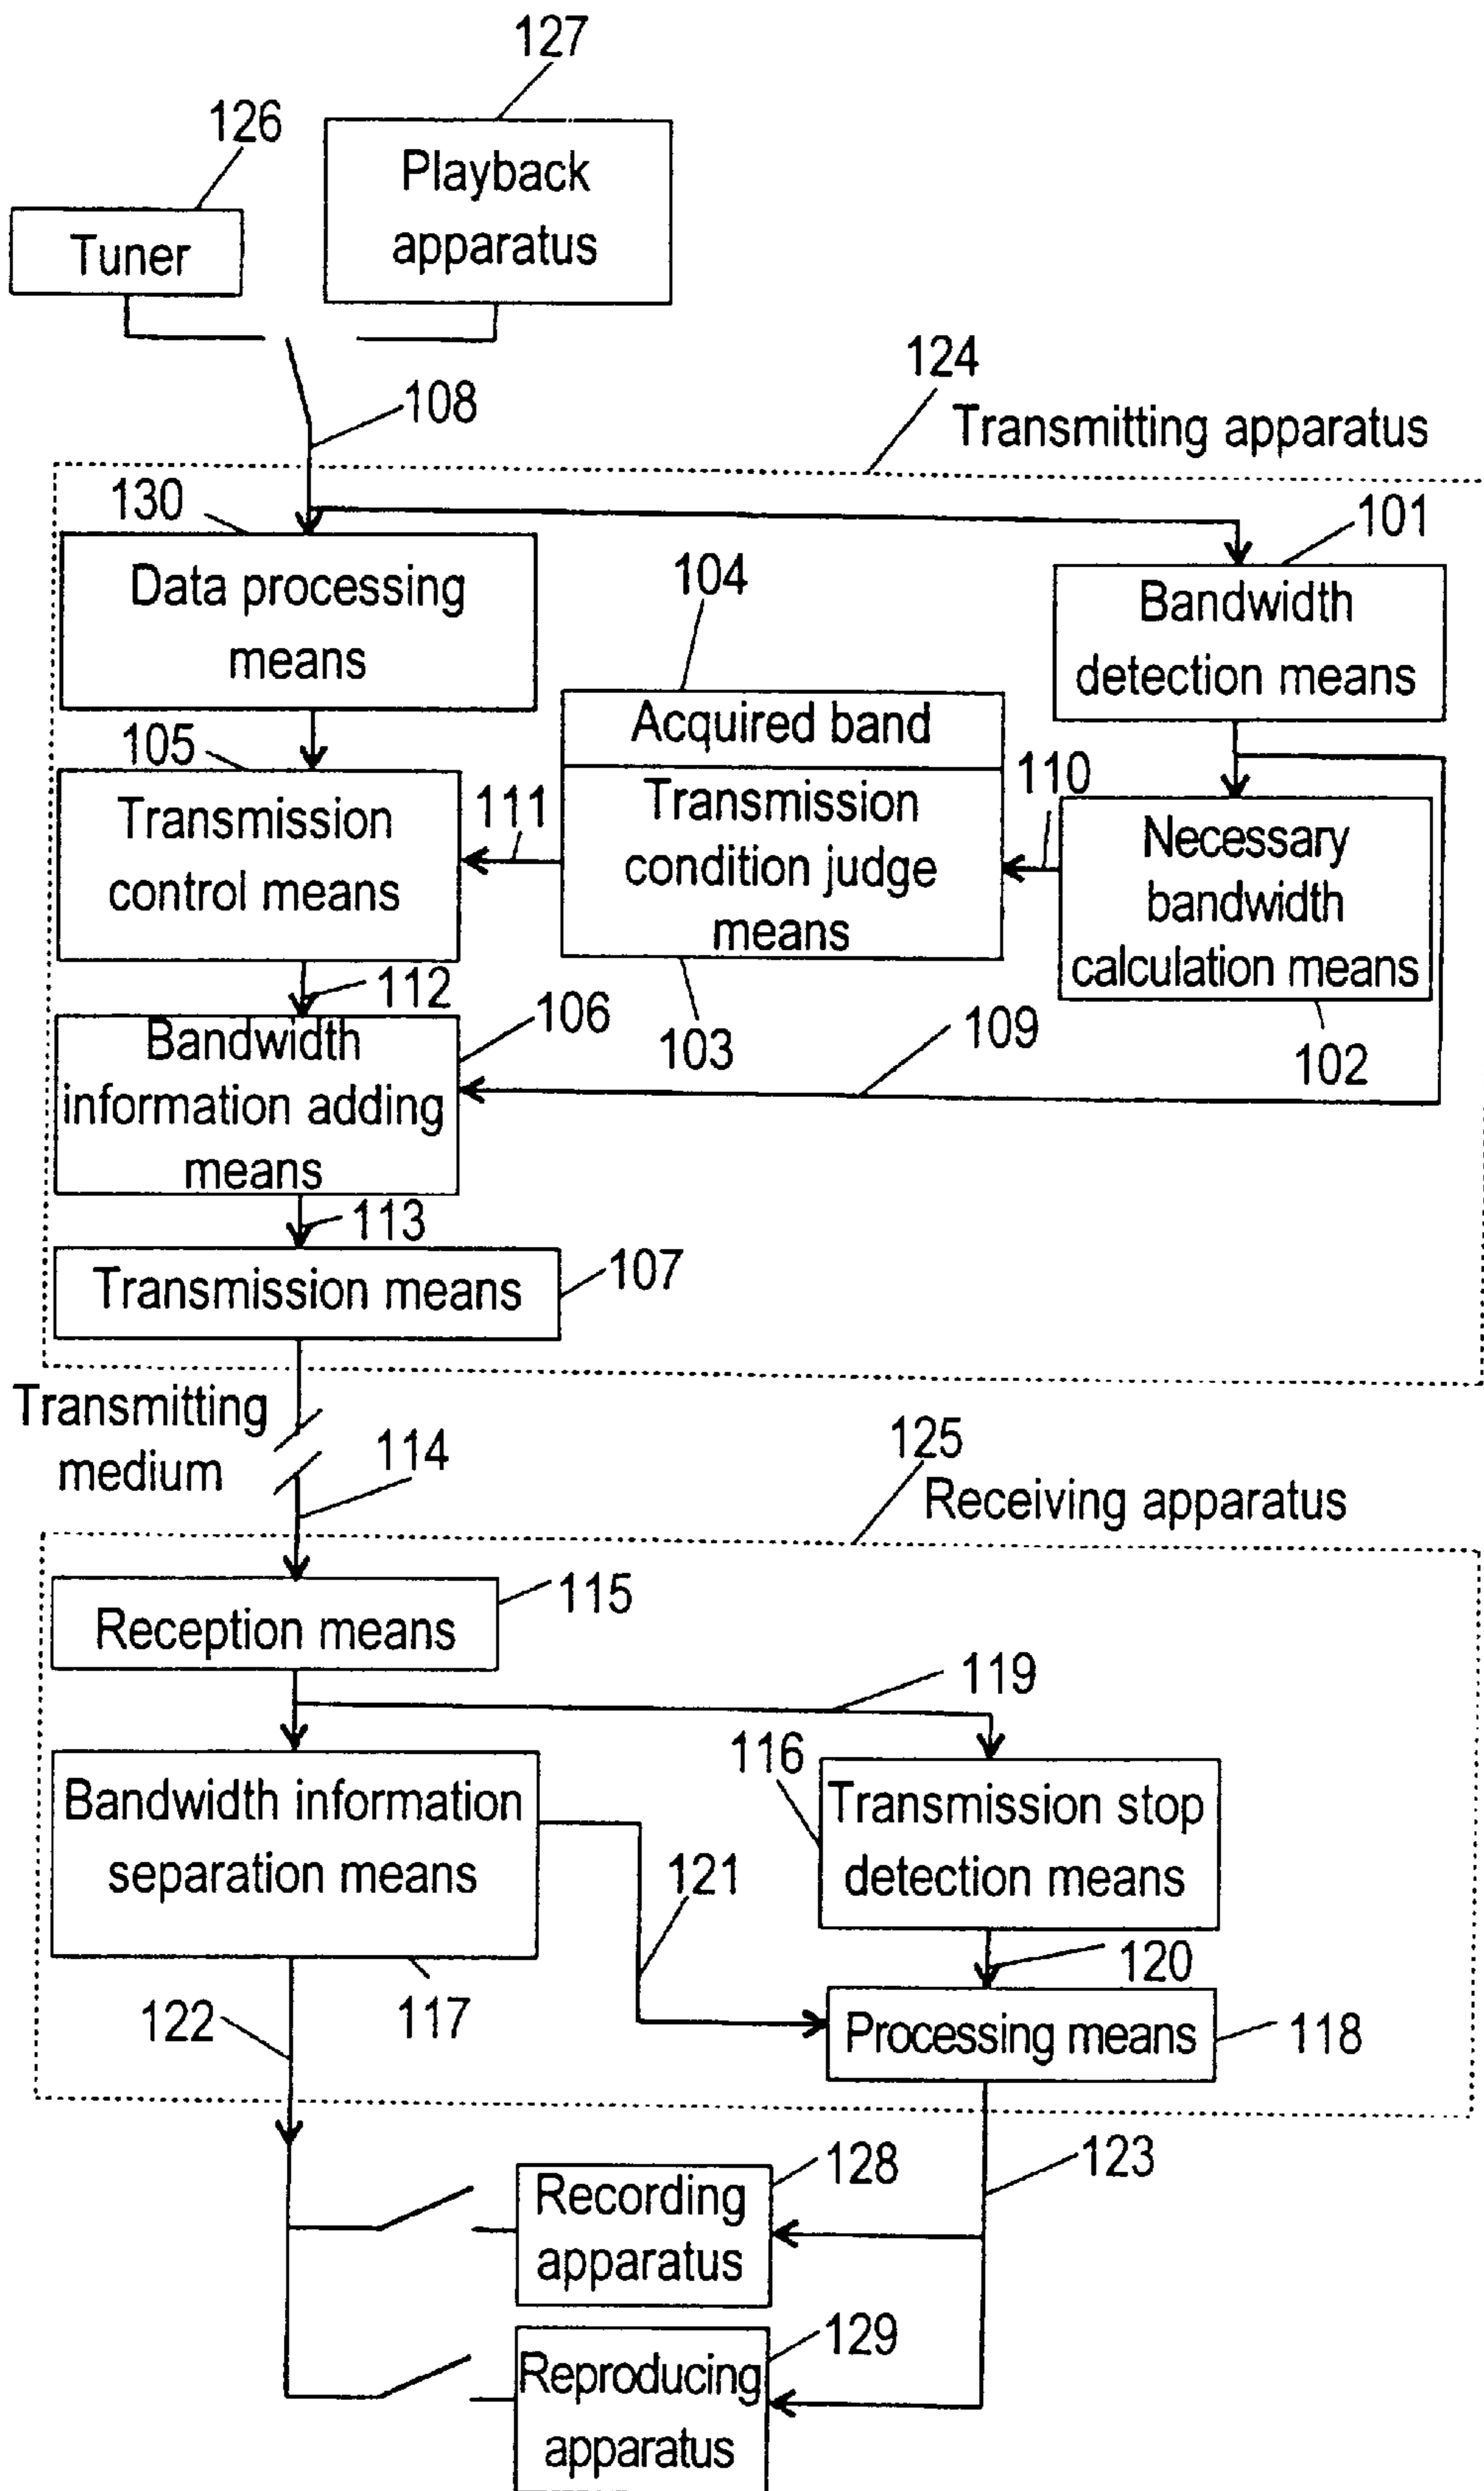 127
126
Playback
apparatus
Tuner
108
124
Transmitting apparatus
130
101
Data processing
means
104
Bandwidth
detection means
Acquired band
105
Transmission
control means
111
Transmission
condition judge
means
110
Necessary
bandwidth
calculation means
112
106
103
109
102
Bandwidth
information adding
means
113
Transmission means
107
Transmitting
medium
114
125
Receiving apparatus
115
Reception means
119
116
Bandwidth information
separation means
Transmission stop
detection means
121
120
122
117
Processing means
118
123
128
Recording
apparatus
129
Reproducing
apparatus